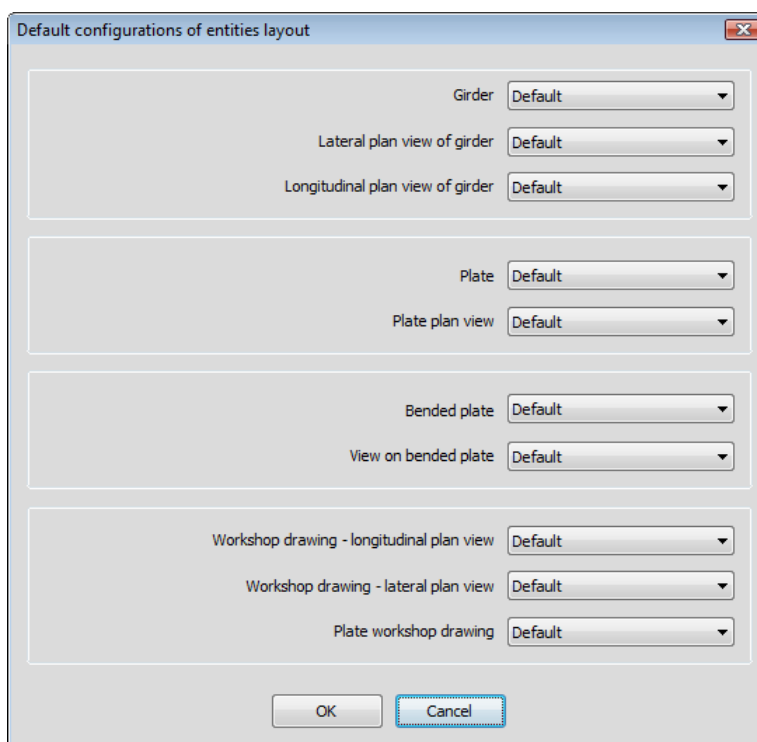 Default configurations of entities layout
Girder Default
Lateral plan view of girder Default
Longitudinal plan view of girder Default
Plate Default
Plate plan view Default
Bended plate Default
View on bended plate Default
Workshop drawing - longitudinal plan view Default
Workshop drawing - lateral plan view Default
Plate workshop drawing Default
OK Cancel